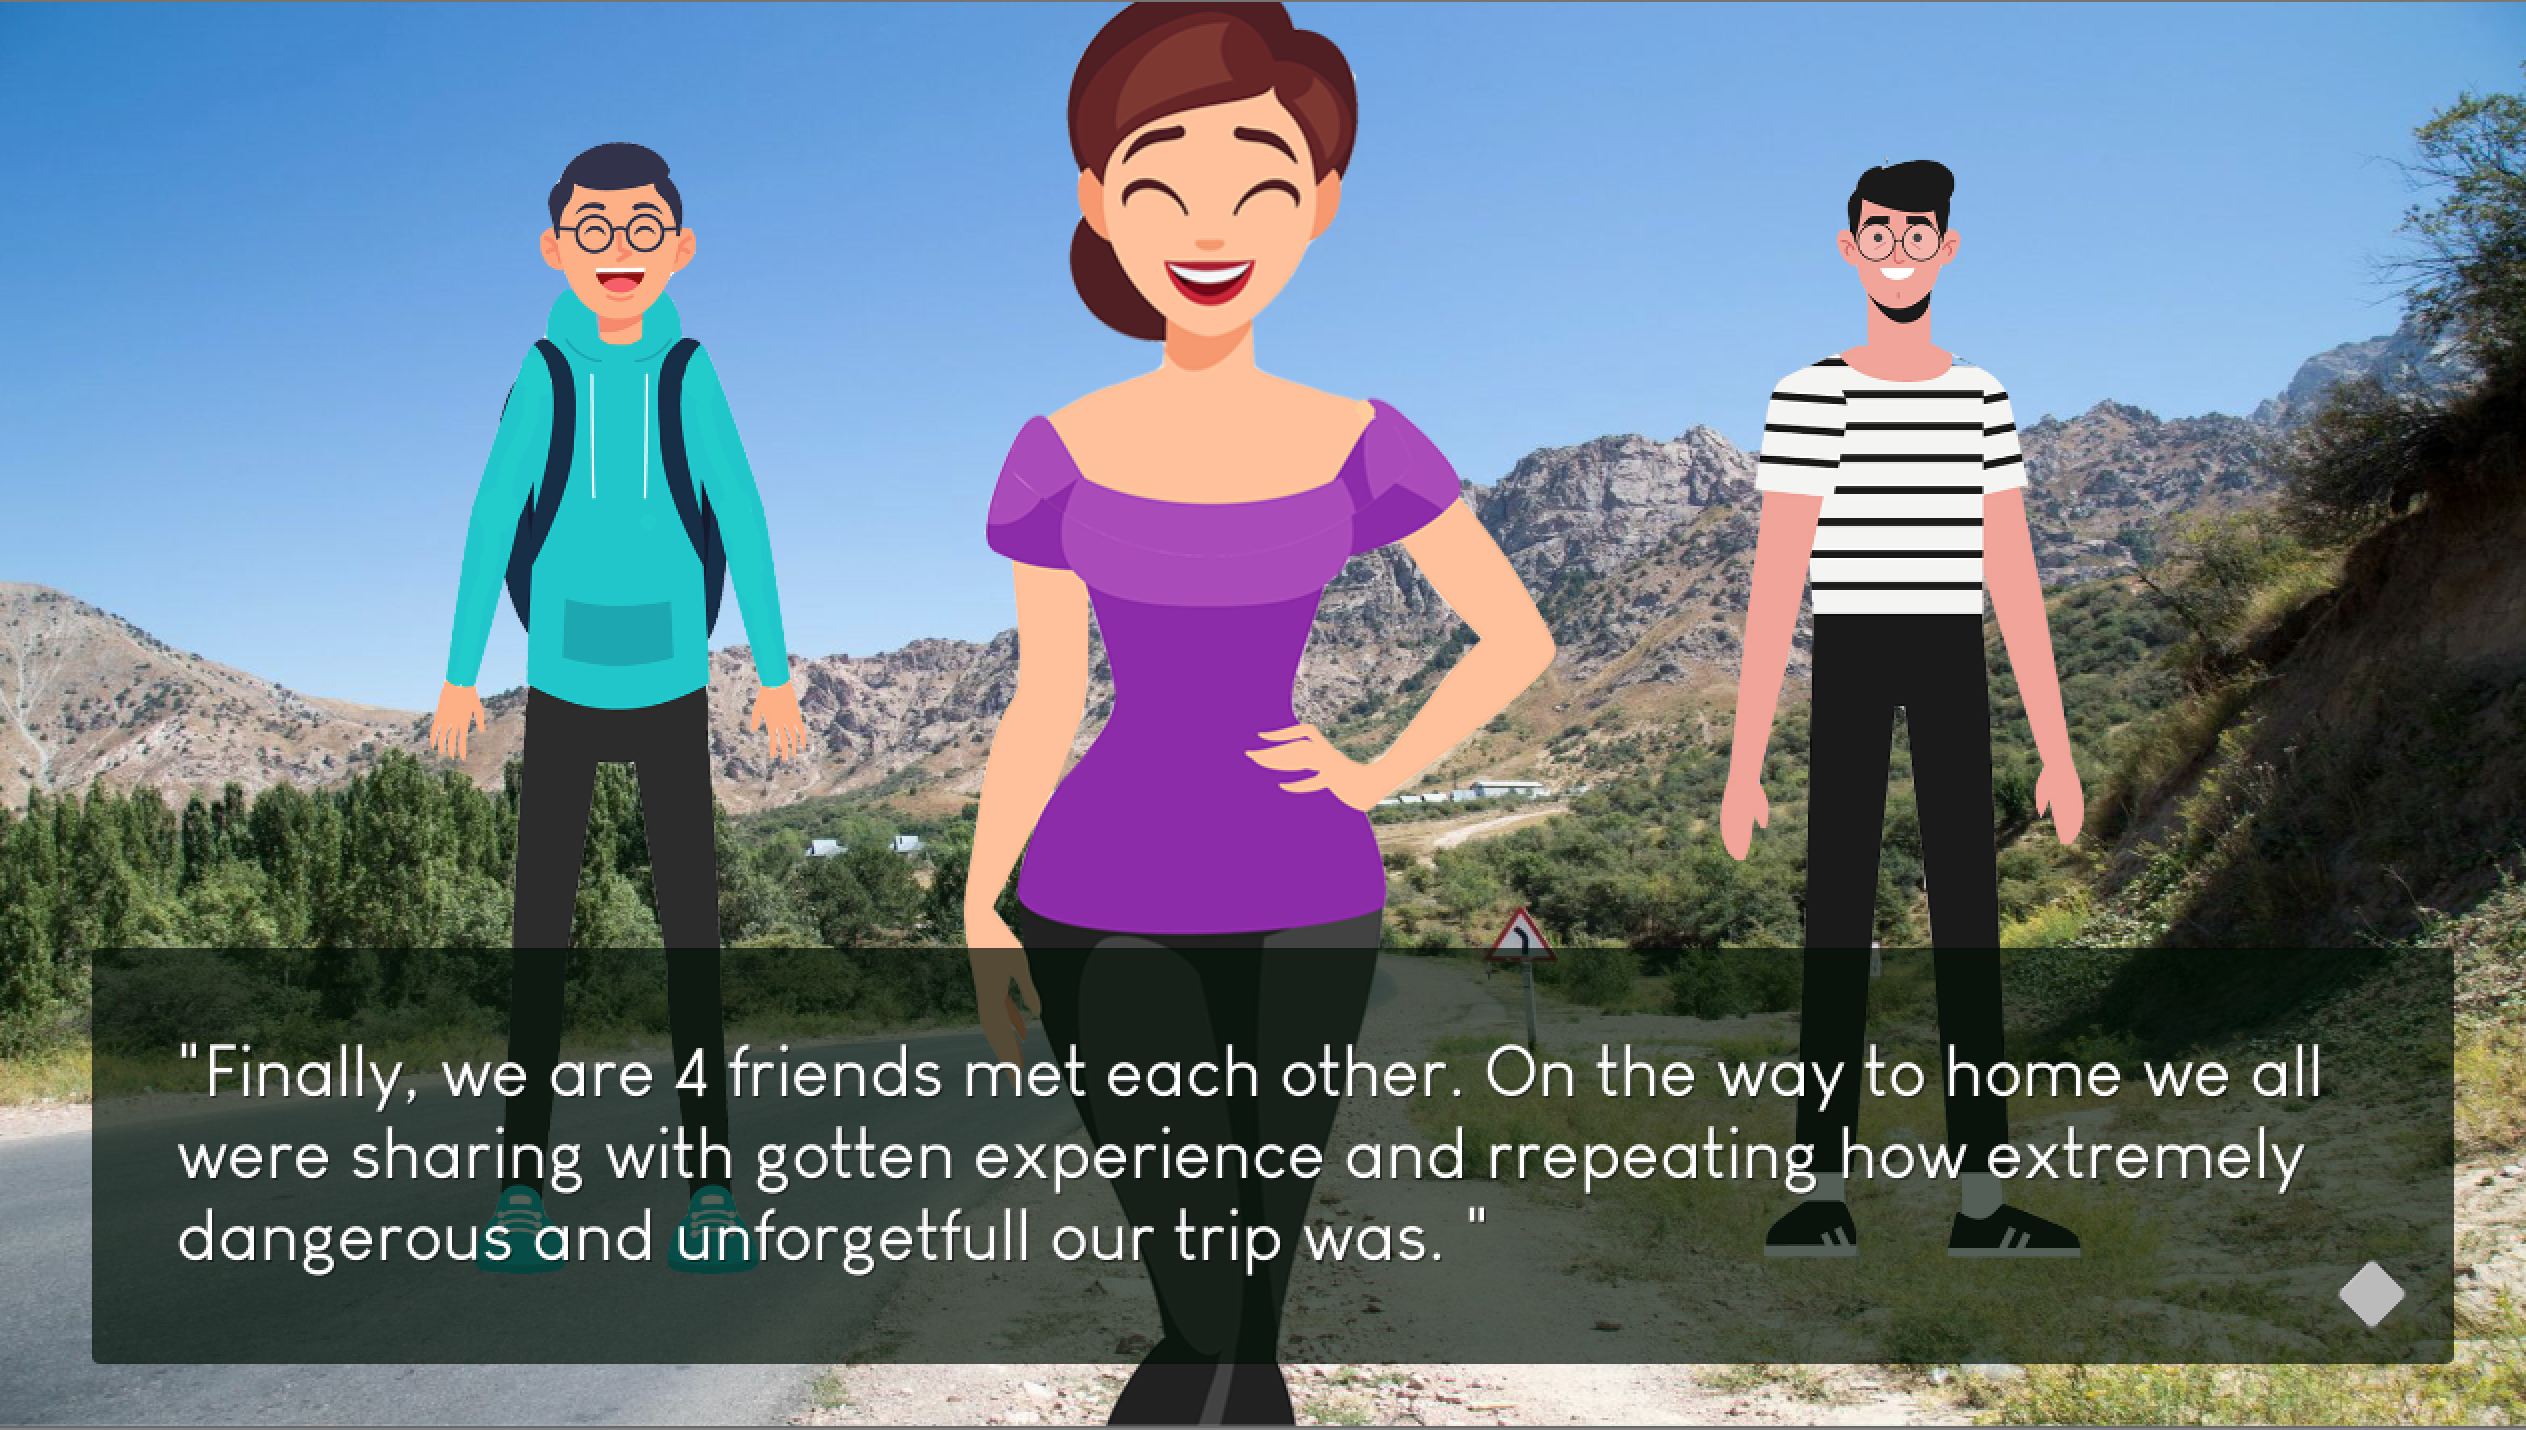 "Finally, we are 4 friends met each other. On the way to home we all
were sharing with gotten experience and rrepeating how extremely
dangerous and unforgetfull our trip was. "